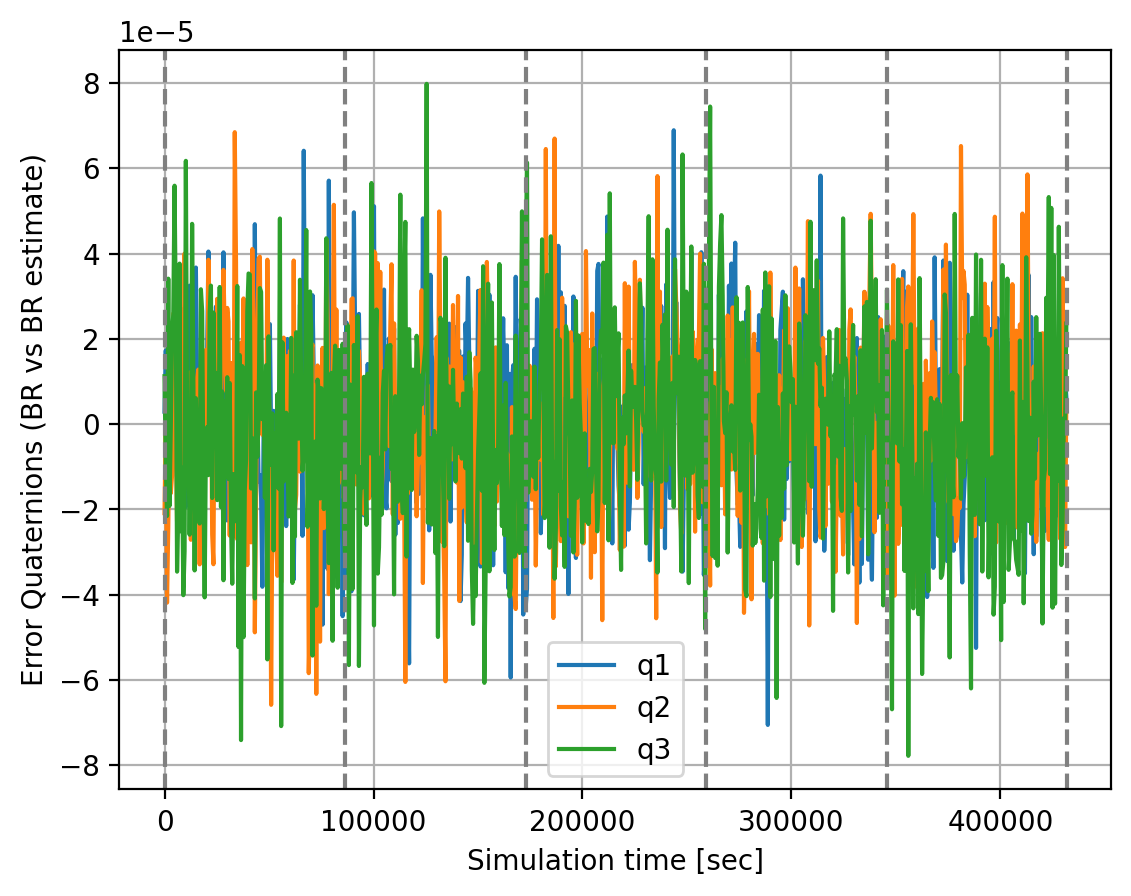 1e−5
8
6
4
2
0
−2
−4
−6
−8
Error Quaternions (BR vs BR estimate)
q1
q2
q3
0 100000 200000 300000 400000
Simulation time [sec]